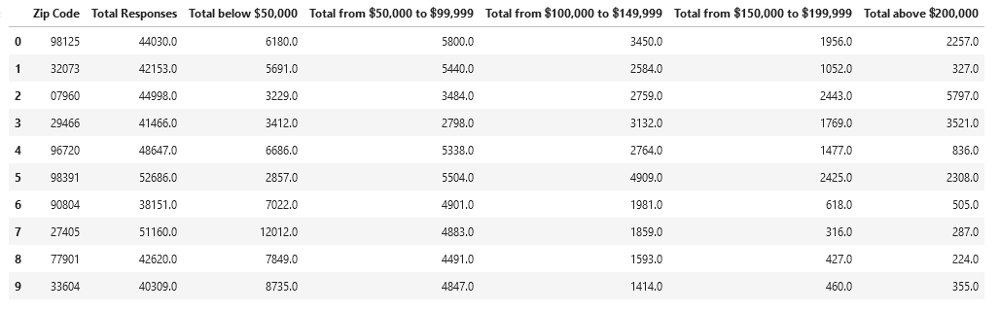 Zip Code Total Responses Total below $50,000 Total from $50,000 to $99,999 Total from $100,000 to $149,999 Total from $150,000 to $199,999 Total above $200,000
0 98125 44030.0 6180.0 5800.0 3450.0 1956.0 2257.0
1 32073 42153.0 5691.0 5440.0 2584.0 1052.0 327.0
2 07960 44998.0 3229.0 3484.0 2759.0 2443.0 5797.0
3 29466 41466.0 3412.0 2798.0 3132.0 1769.0 3521.0
4 96720 48647.0 6686.0 5338.0 2764.0 1477.0 836.0
5 98391 52686.0 2857.0 5504.0 4909.0 2425.0 2308.0
6 90804 38151.0 7022.0 4901.0 1981.0 618.0 505.0
7 27405 51160.0 12012.0 4883.0 1859.0 316.0 287.0
8 77901 42620.0 7849.0 4491.0 1593.0 427.0 224.0
9 33604 40309.0 8735.0 4847.0 1414.0 460.0 355.0